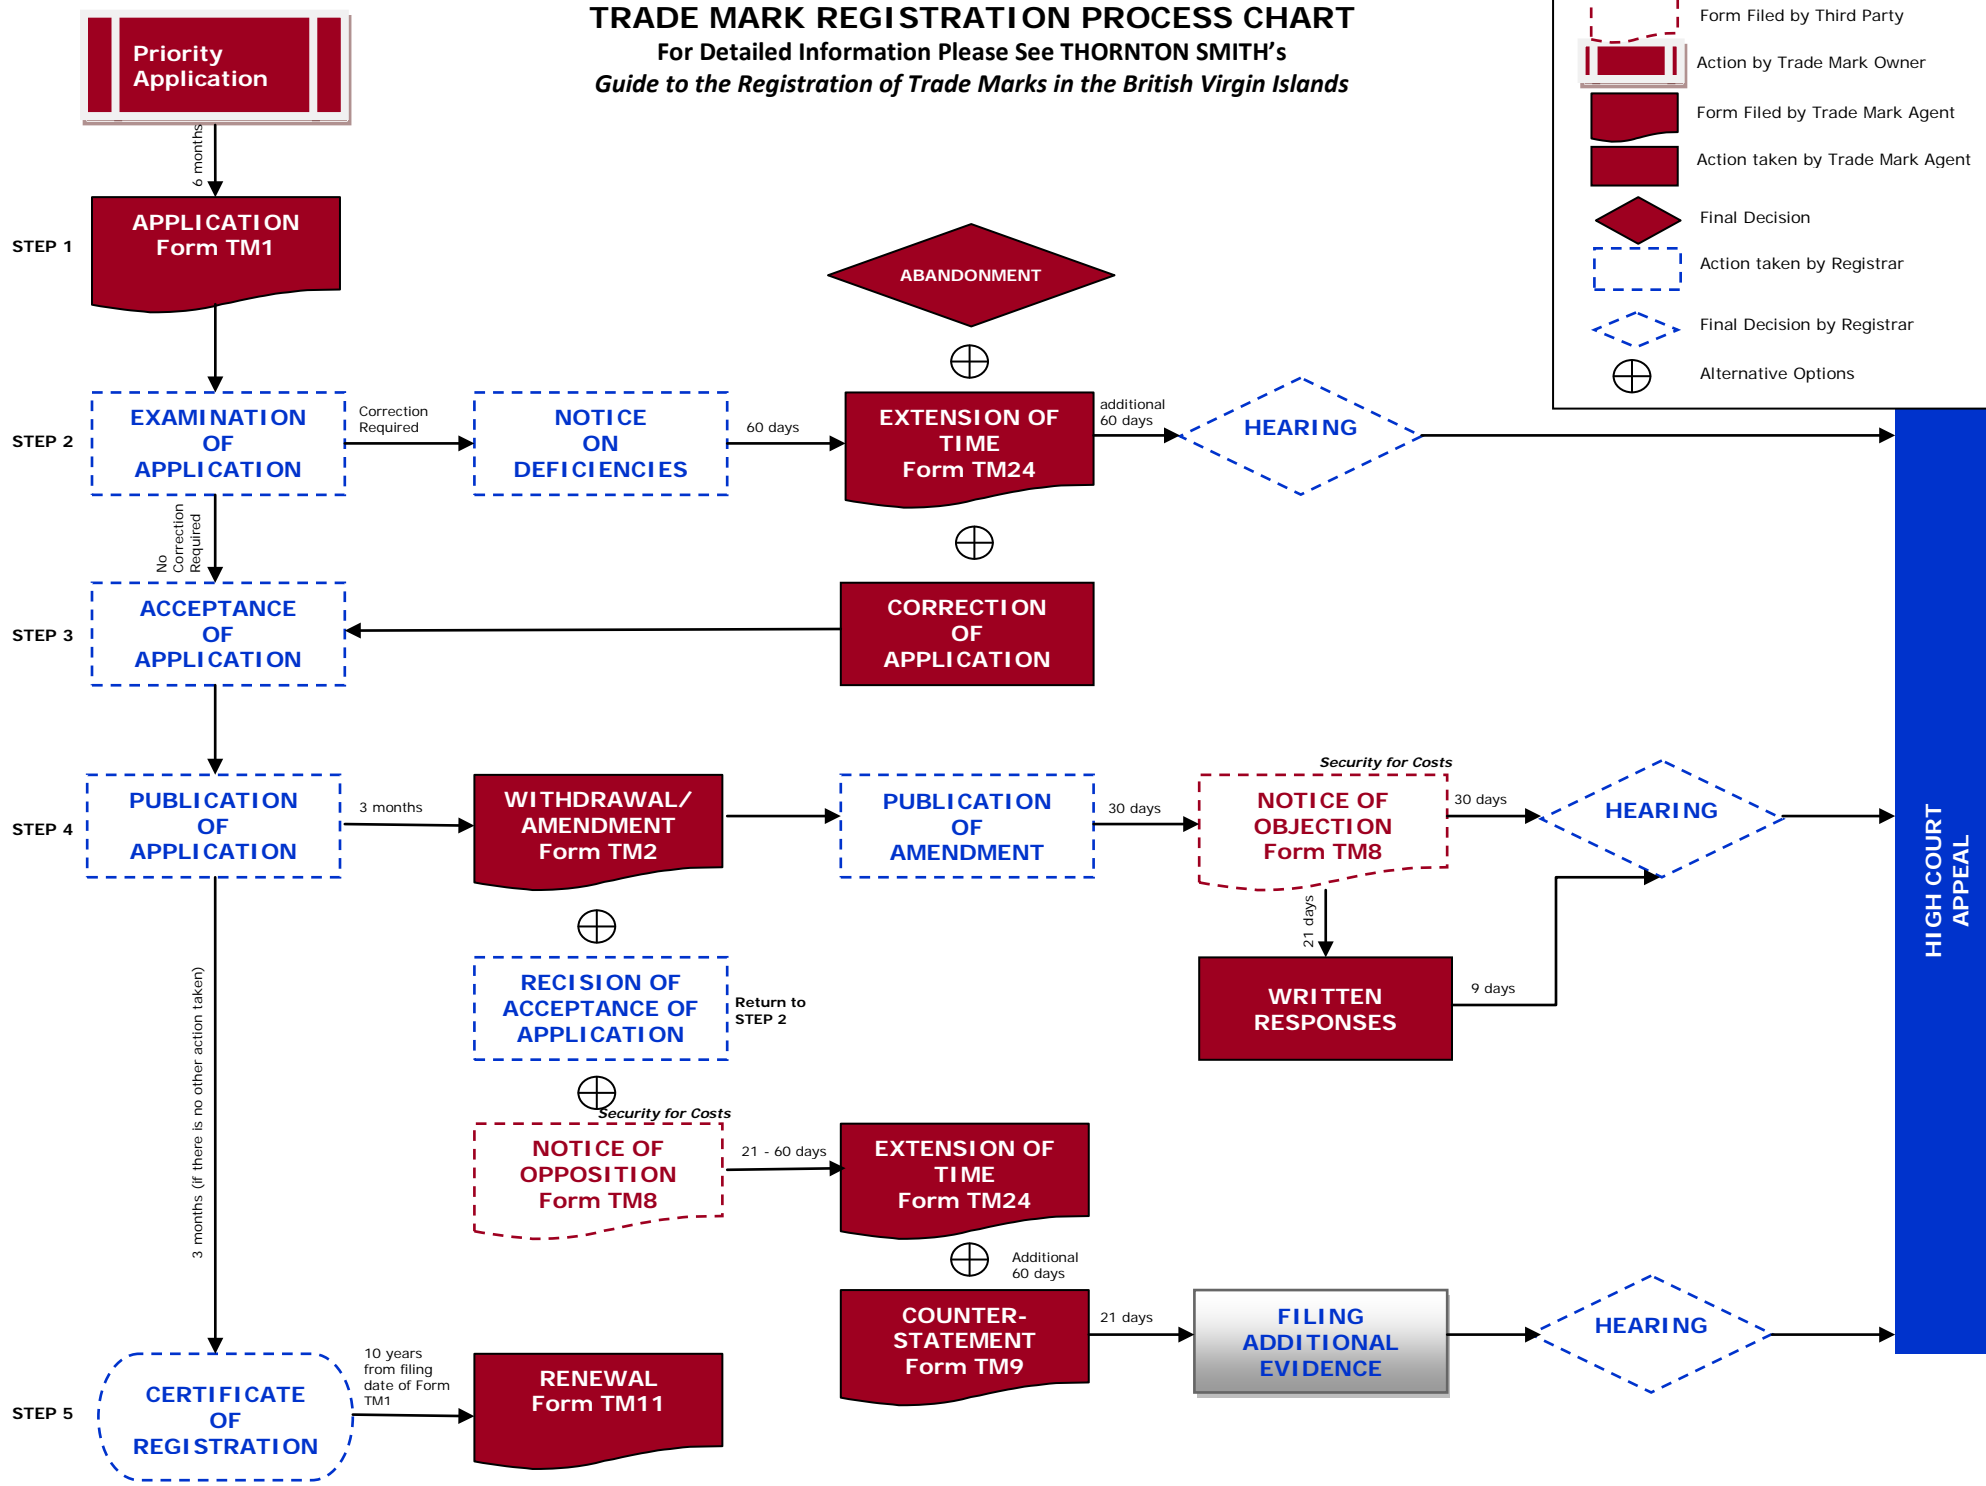 TRADE MARK REGISTRATION PROCESS CHART
For Detailed Information Please See THORNTON SMITH's
Guide to the Registration of Trade Marks in the British Virgin Islands
Form Filed by Third Party
Action by Trade Mark Owner
Form Filed by Trade Mark Agent
Action taken by Trade Mark Agent
Final Decision
Action taken by Registrar
Final Decision by Registrar
Alternative Options
Priority
Application
6 months
STEP 1
APPLICATION
Form TM1
ABANDONMENT
STEP 2
EXAMINATION
OF
APPLICATION
Correction
Required
NOTICE
ON
DEFICIENCIES
60 days
EXTENSION OF
TIME
Form TM24
additional
60 days
HEARING
No
Correction
Required
STEP 3
ACCEPTANCE
OF
APPLICATION
CORRECTION
OF
APPLICATION
STEP 4
PUBLICATION
OF
APPLICATION
3 months
WITHDRAWAL/
AMENDMENT
Form TM2
PUBLICATION
OF
AMENDMENT
30 days
Security for Costs
NOTICE OF
OBJECTION
Form TM8
30 days
HEARING
HIGH COURT
APPEAL
21 days
WRITTEN
RESPONSES
9 days
RECISION OF
ACCEPTANCE OF
APPLICATION
Return to
STEP 2
3 months (if there is no other action taken)
Security for Costs
NOTICE OF
OPPOSITION
Form TM8
21 - 60 days
EXTENSION OF
TIME
Form TM24
Additional
60 days
COUNTER-
STATEMENT
Form TM9
21 days
FILING
ADDITIONAL
EVIDENCE
HEARING
STEP 5
CERTIFICATE
OF
REGISTRATION
10 years
from filing
date of Form
TM1
RENEWAL
Form TM11